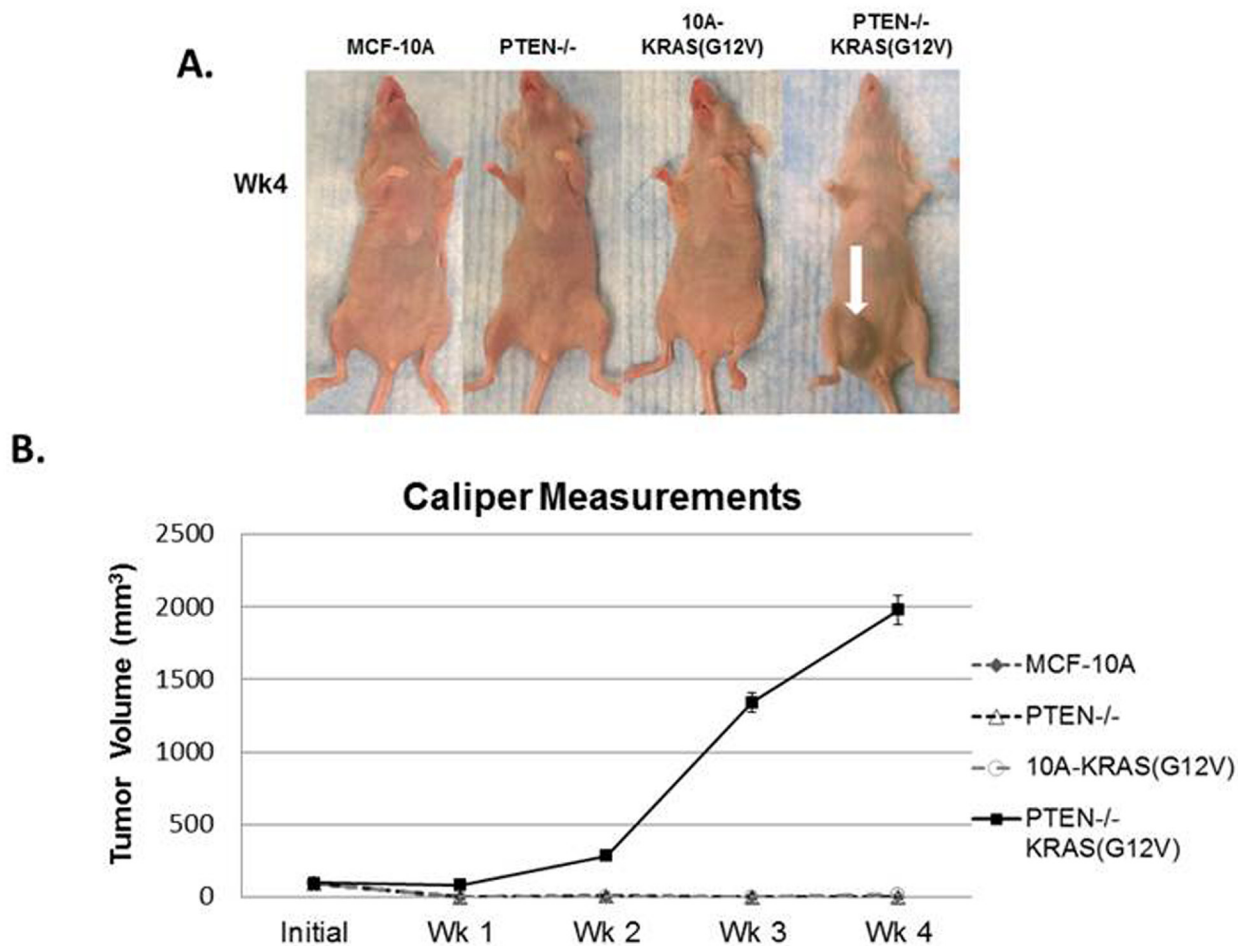 A.
MCF-10A
PTEN-/-
10A-
KRAS(G12V)
PTEN-/-
KRAS(G12V)
Wk4
B.
Caliper Measurements
Tumor Volume (mm³)
2500
2000
1500
1000
500
0
Initial
Wk 1
Wk 2
Wk 3
Wk 4
MCF-10A
PTEN-/-
10A-KRAS(G12V)
PTEN-/-
KRAS(G12V)